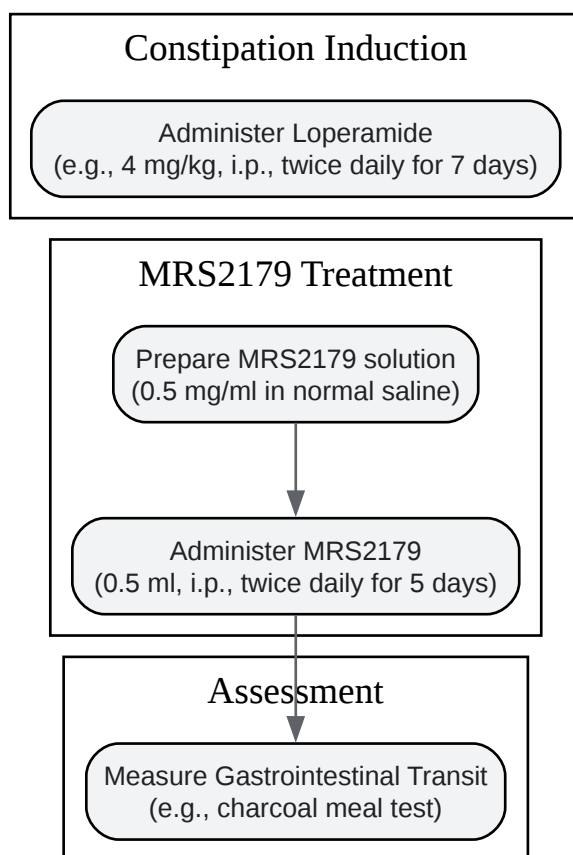 Constipation Induction
Administer Loperamide
(e.g., 4 mg/kg, i.p., twice daily for 7 days)
MRS2179 Treatment
Prepare MRS2179 solution
(0.5 mg/ml in normal saline)
Administer MRS2179
(0.5 ml, i.p., twice daily for 5 days)
Assessment
Measure Gastrointestinal Transit
(e.g., charcoal meal test)